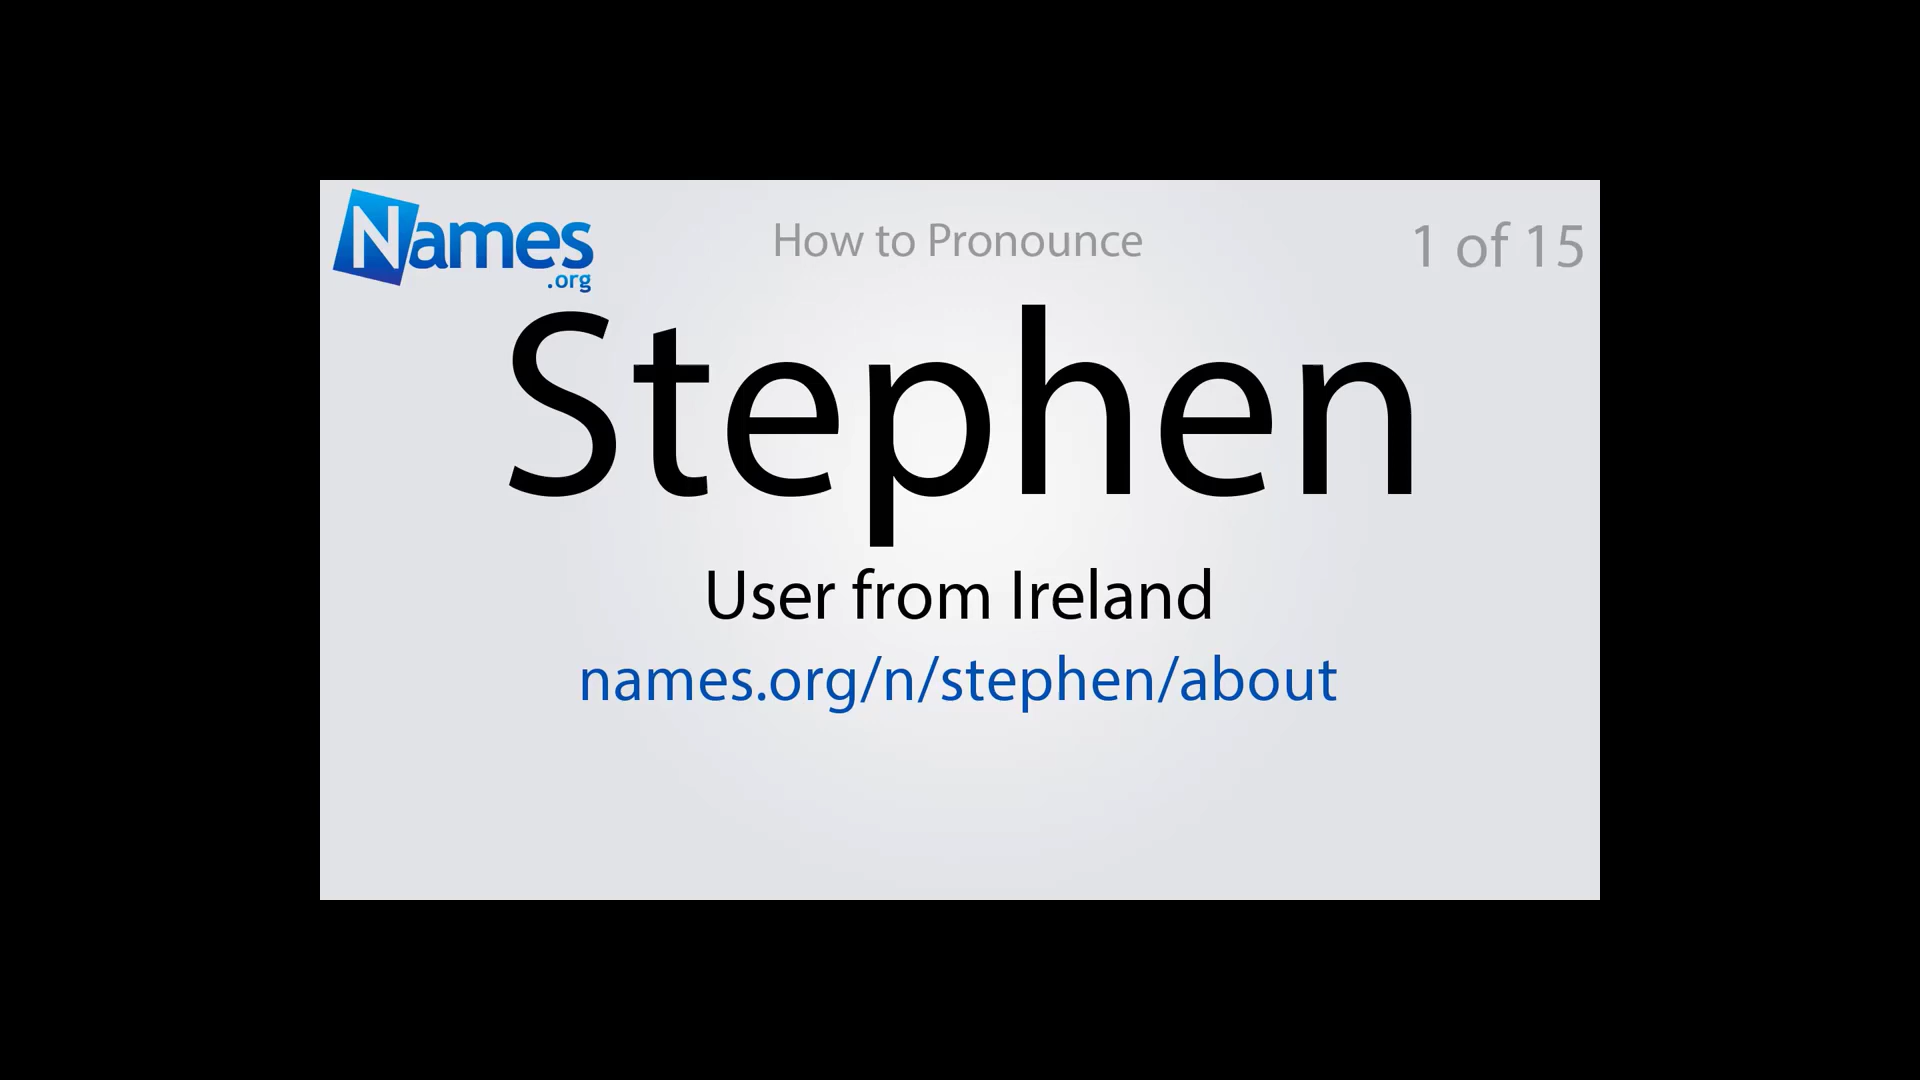 Names
.org
How to Pronounce
1 of 15
Stephen
User from Ireland
names.org/n/stephen/about